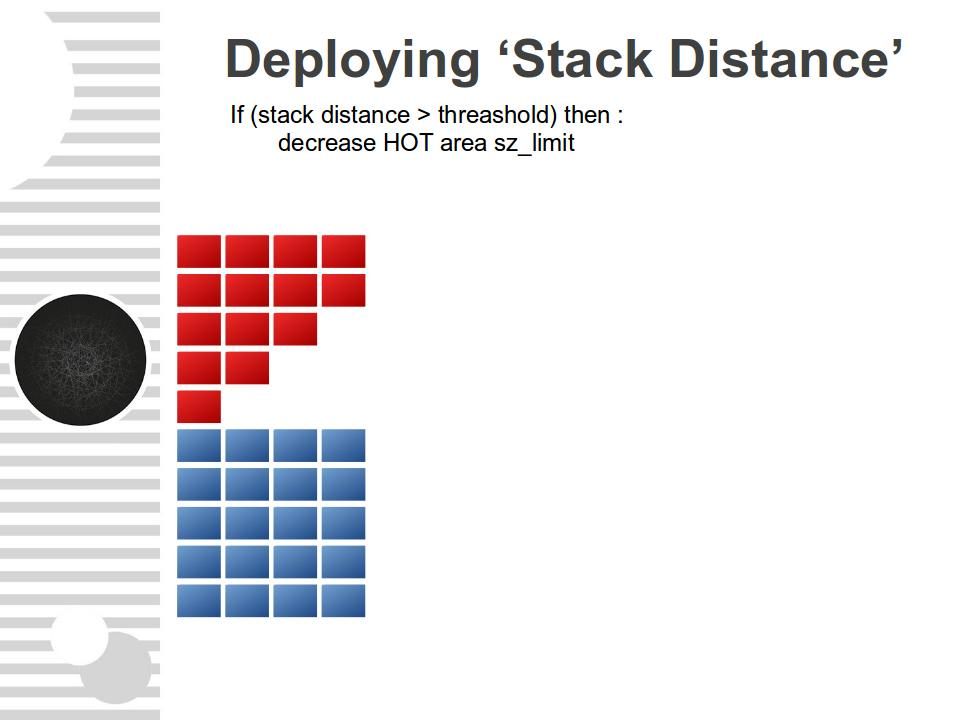 Deploying ‘Stack Distance’
If (stack distance > threashold) then :
decrease HOT area sz_limit